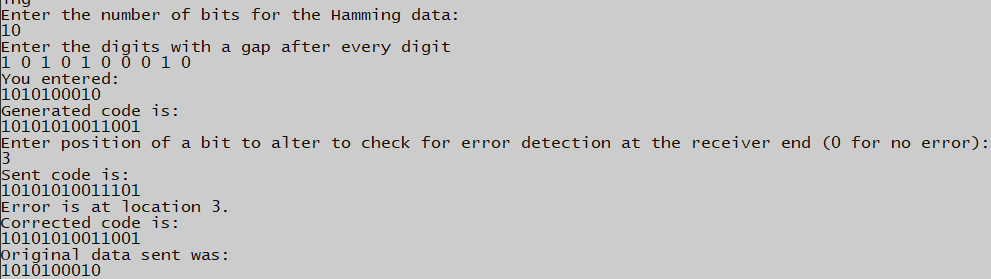 Enter the number of bits for the Hamming data:
10
Enter the digits with a gap after every digit
1 0 1 0 1 0 0 0 1 0
You entered:
1010100010
Generated code is:
10101010011001
Enter position of a bit to alter to check for error detection at the receiver end (0 for no error):
3
Sent code is:
10101010011101
Error is at location 3.
Corrected code is:
10101010011001
Original data sent was:
1010100010